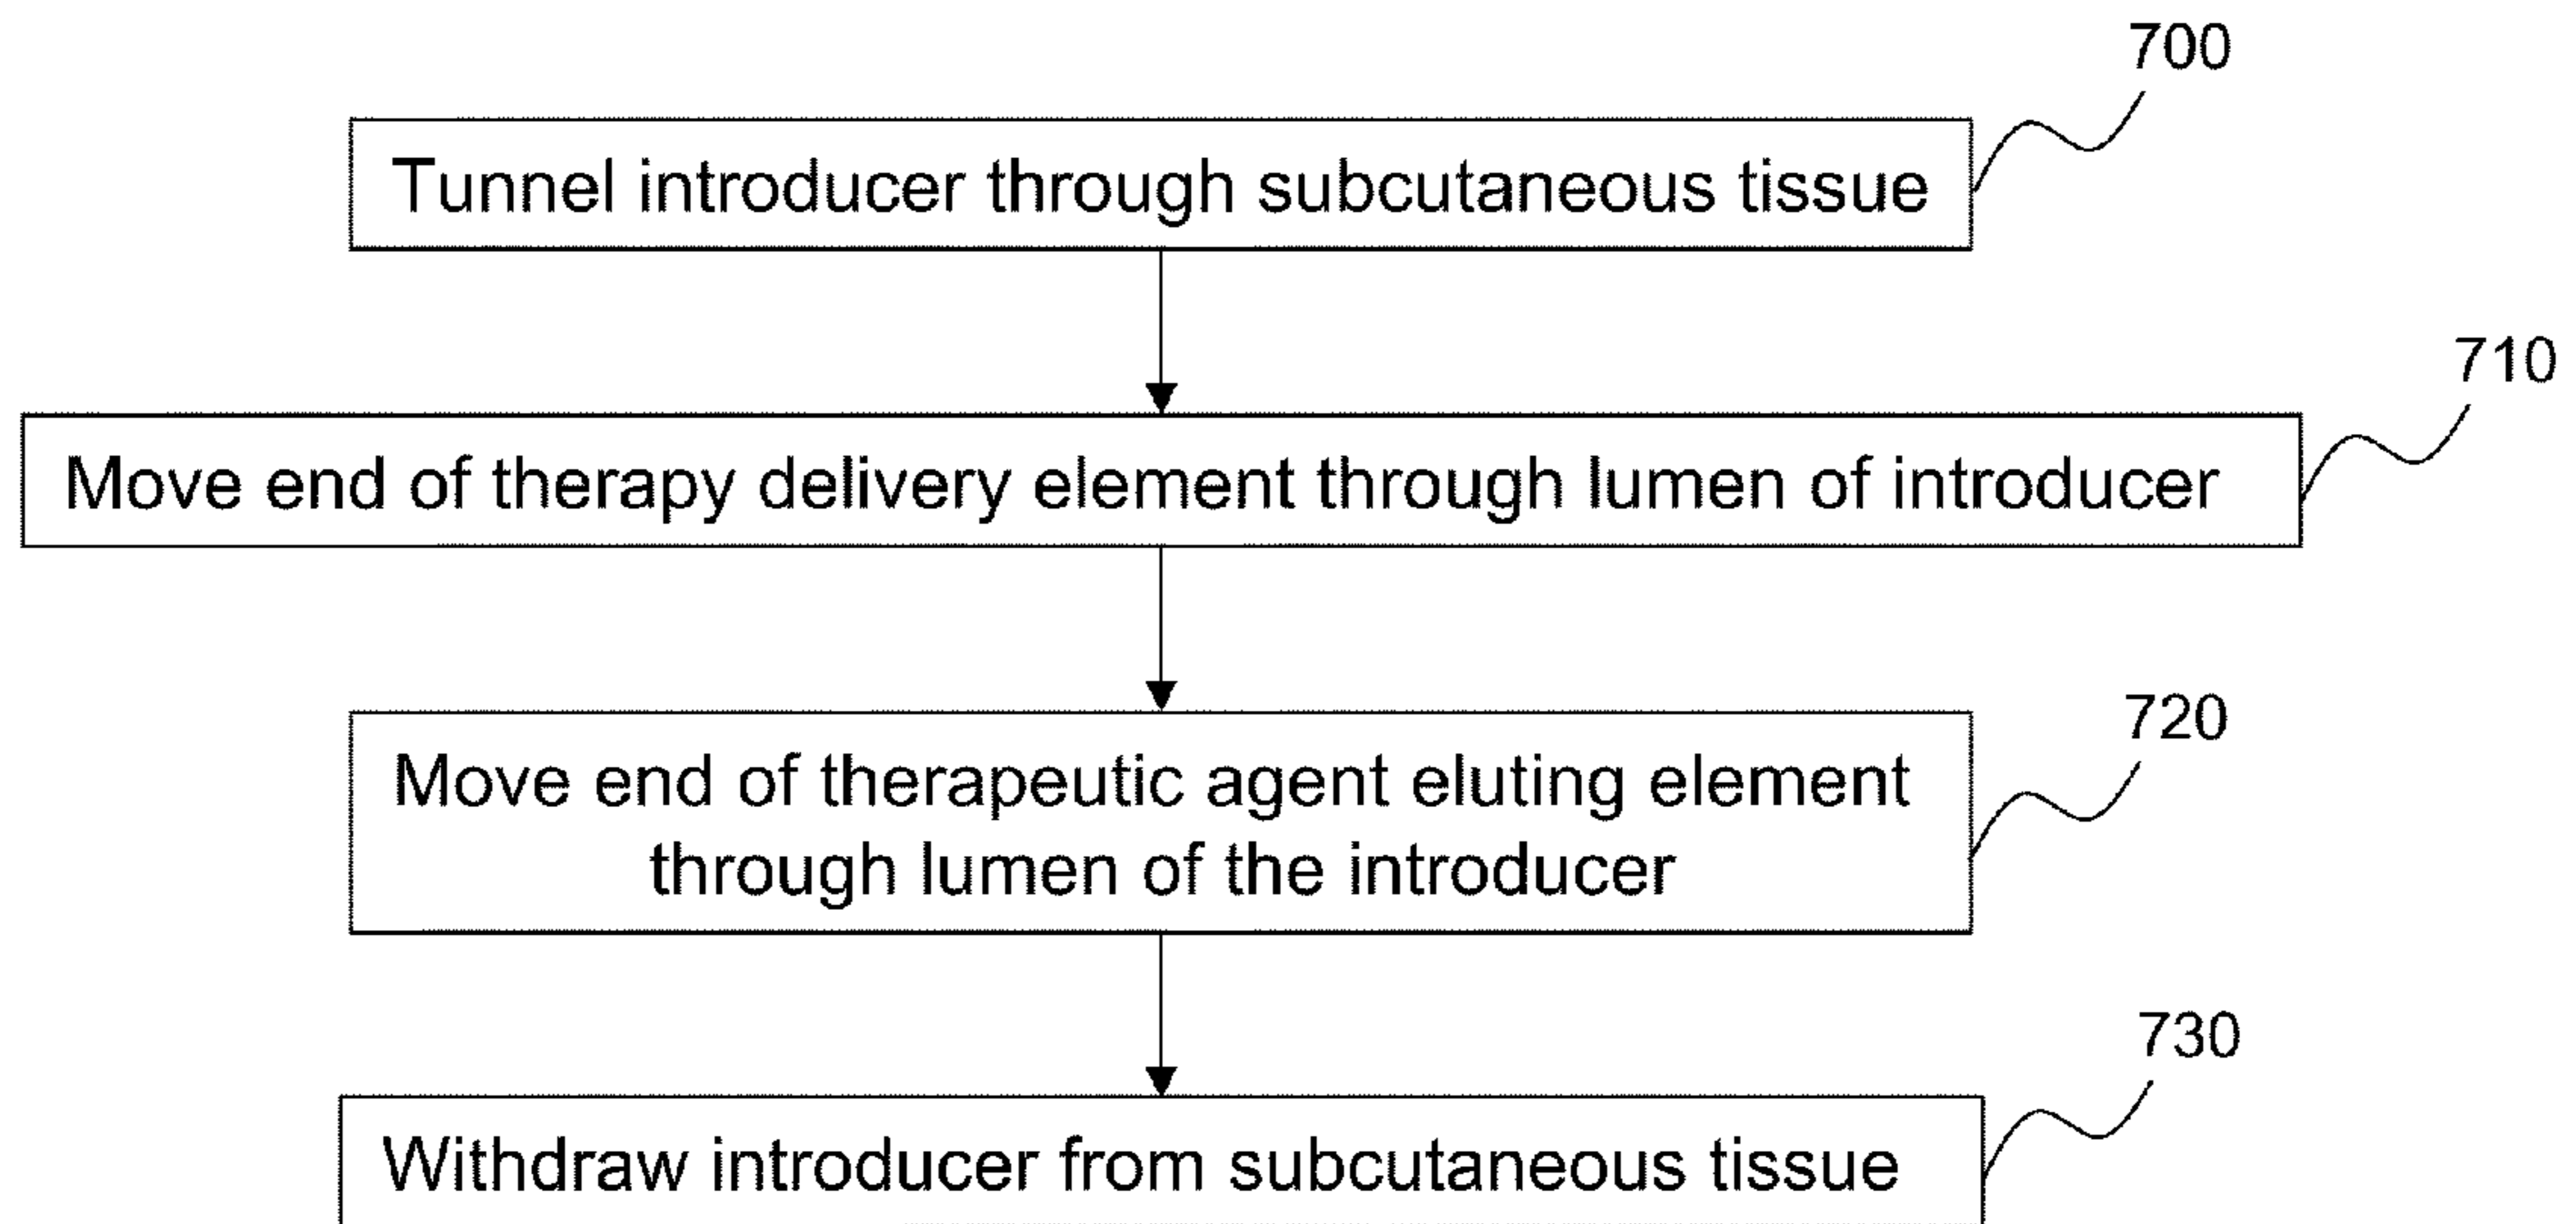 700
Tunnel introducer through subcutaneous tissue
710
Move end of therapy delivery element through lumen of introducer
720
Move end of therapeutic agent eluting element
through lumen of the introducer
730
Withdraw introducer from subcutaneous tissue